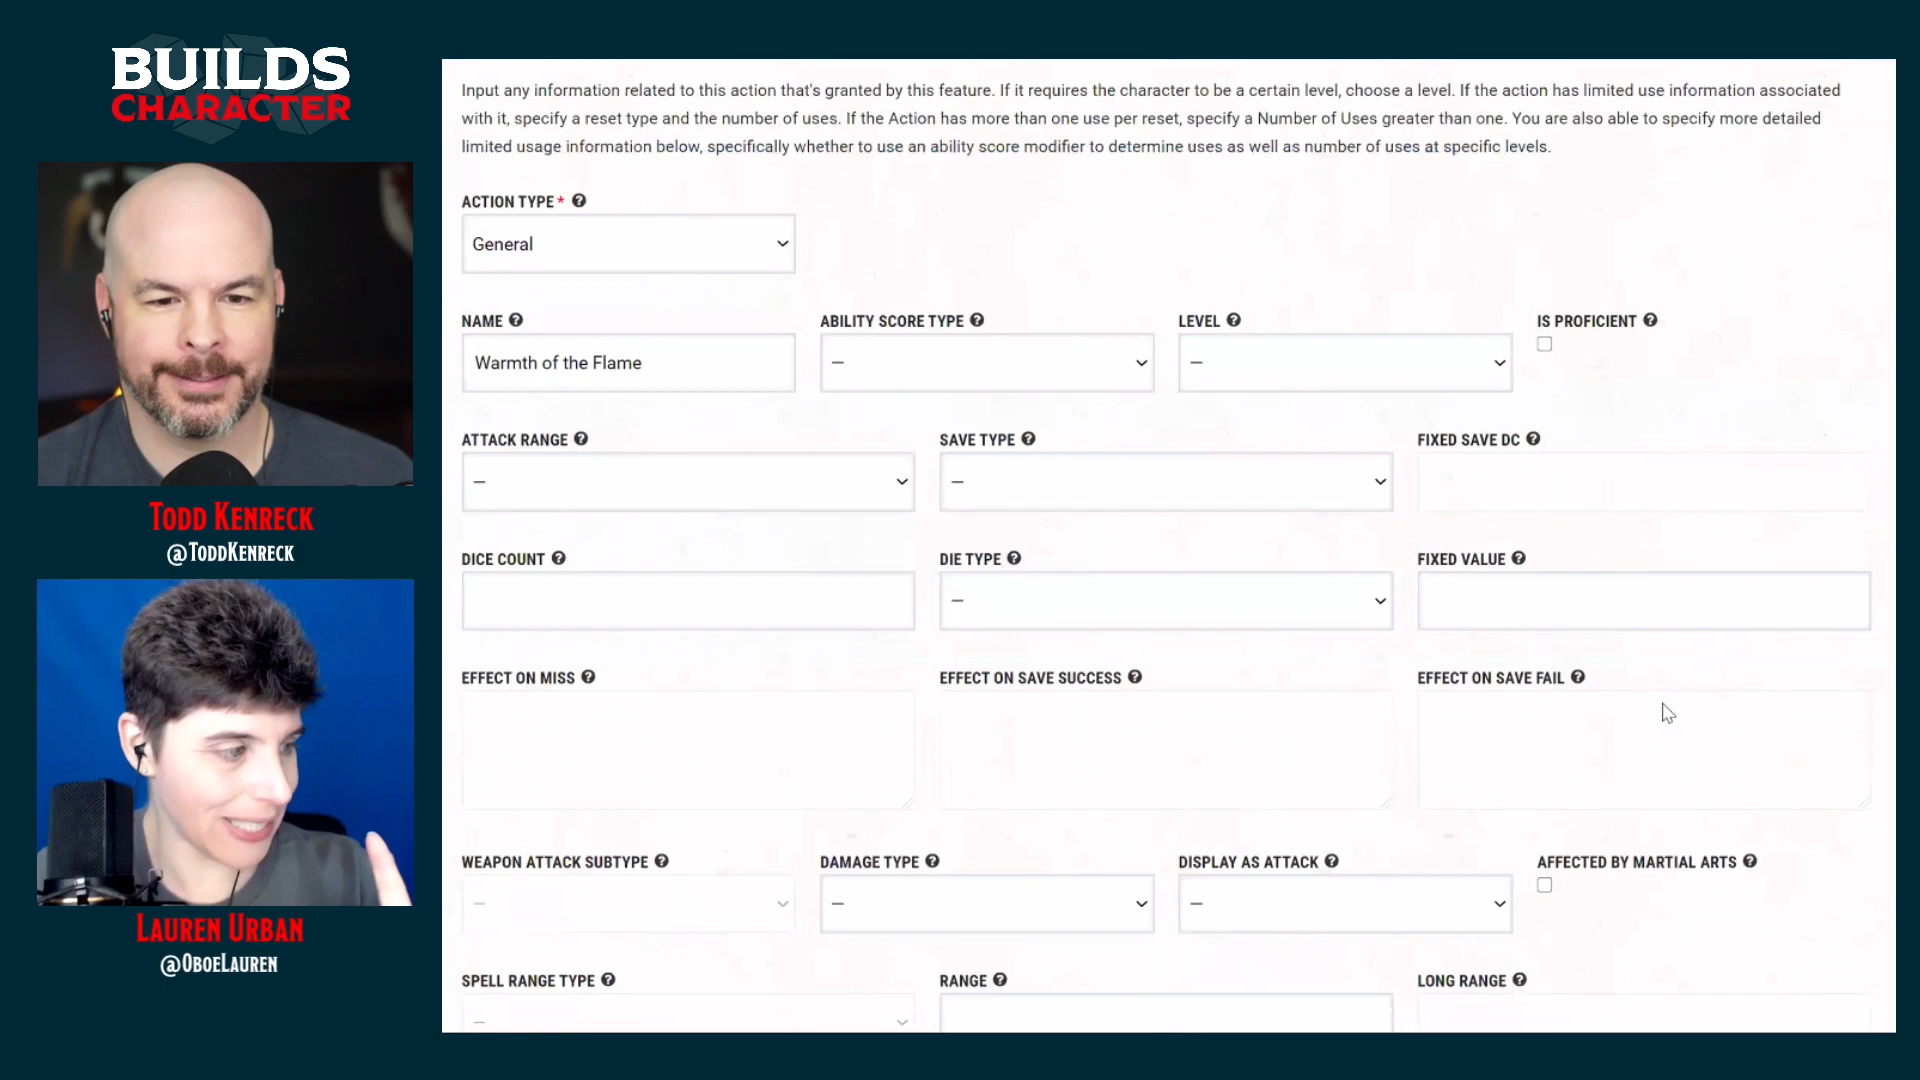 BUILDS
CHARACTER
TODD KENRECK
@TODDKENRECK
LAUREN URBAN
@OBOELAUREN
Input any information related to this action that's granted by this feature. If it requires the character to be a certain level, choose a level. If the action has limited use information associated
with it, specify a reset type and the number of uses. If the Action has more than one use per reset, specify a Number of Uses greater than one. You are also able to specify more detailed
limited usage information below, specifically whether to use an ability score modifier to determine uses as well as number of uses at specific levels.
ACTION TYPE * ?
General
NAME ? ABILITY SCORE TYPE ? LEVEL ? IS PROFICIENT ?
Warmth of the Flame – –
ATTACK RANGE ? SAVE TYPE ? FIXED SAVE DC ?
– –
DICE COUNT ? DIE TYPE ? FIXED VALUE ?
–
EFFECT ON MISS ? EFFECT ON SAVE SUCCESS ? EFFECT ON SAVE FAIL ?
WEAPON ATTACK SUBTYPE ? DAMAGE TYPE ? DISPLAY AS ATTACK ? AFFECTED BY MARTIAL ARTS ?
– – –
SPELL RANGE TYPE ? RANGE ? LONG RANGE ?
–